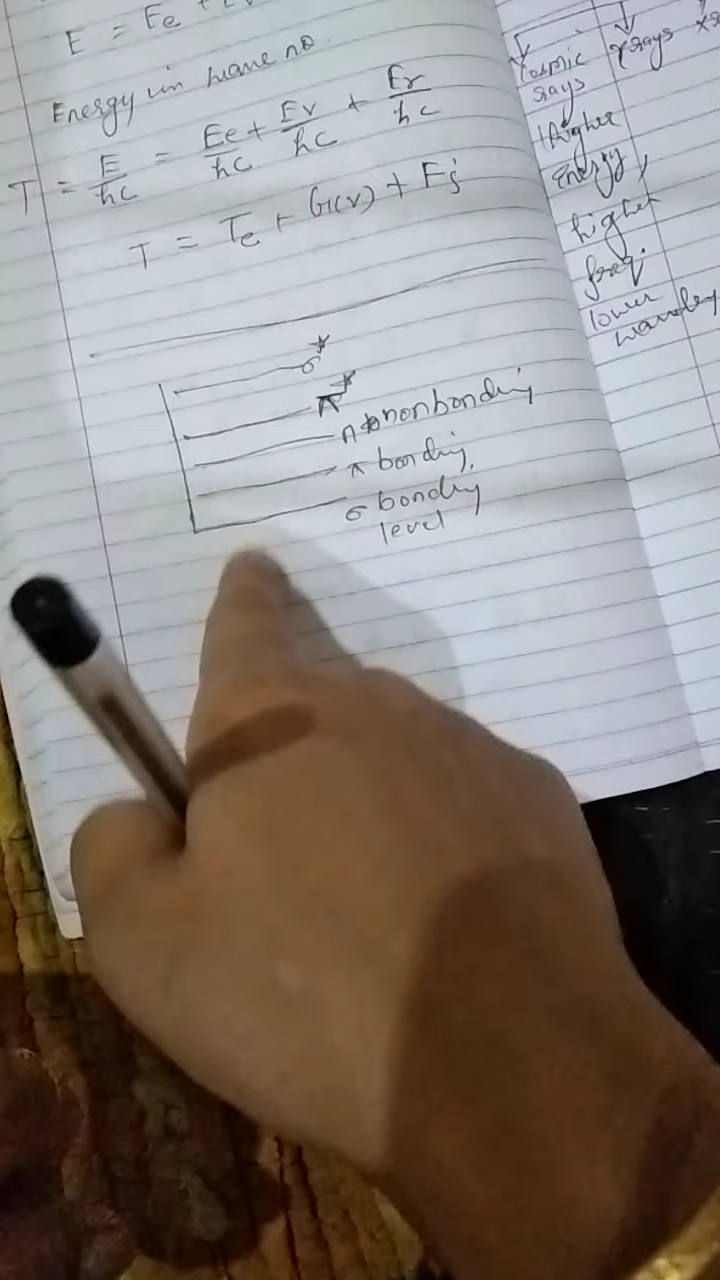 E = Ee +
Energy in wave no.
T = E/hc = Ee/hc + Ev/hc + Er/hc
T = Te + G(v) + Fj
σ*
π*
n nonbonding
π bonding
σ bonding
level
cosmic
rays
γ rays
Higher
Energy,
higher
freq.
lower